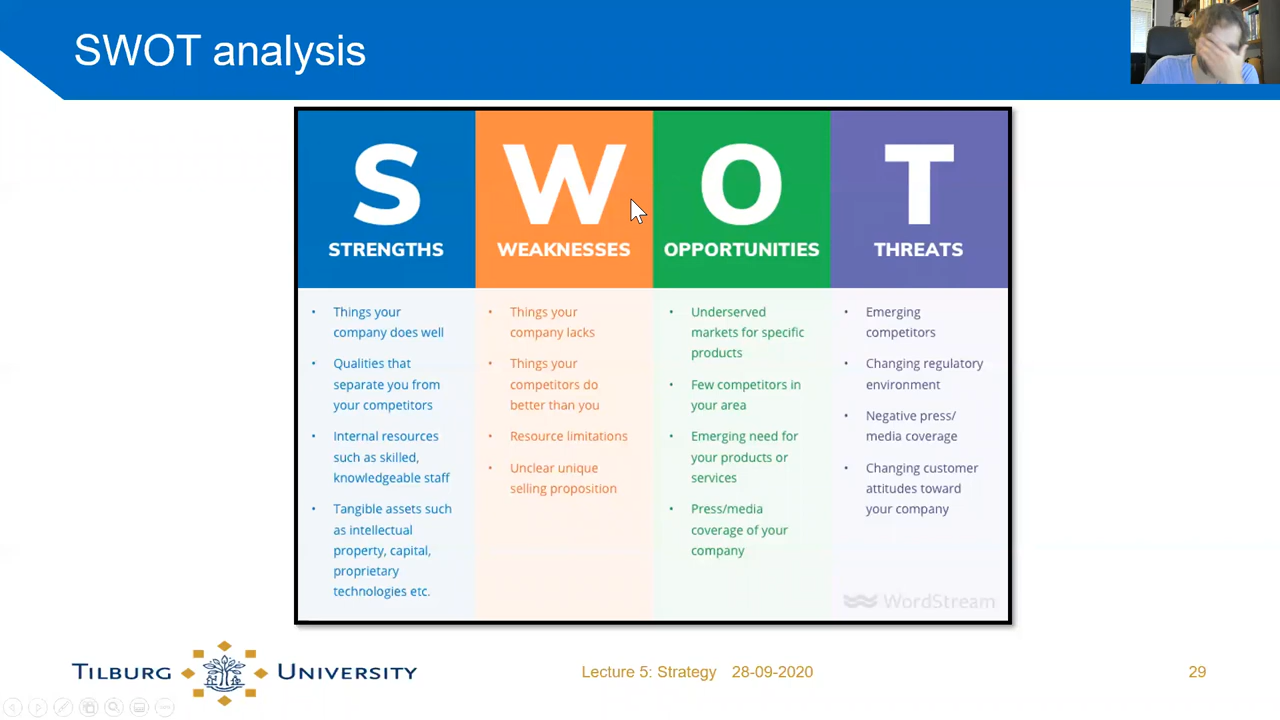 SWOT analysis
S
STRENGTHS
• Things your
company does well
• Qualities that
separate you from
your competitors
• Internal resources
such as skilled,
knowledgeable staff
• Tangible assets such
as intellectual
property, capital,
proprietary
technologies etc.
W
WEAKNESSES
• Things your
company lacks
• Things your
competitors do
better than you
• Resource limitations
• Unclear unique
selling proposition
O
OPPORTUNITIES
• Underserved
markets for specific
products
• Few competitors in
your area
• Emerging need for
your products or
services
• Press/media
coverage of your
company
T
THREATS
• Emerging
competitors
• Changing regulatory
environment
• Negative press/
media coverage
• Changing customer
attitudes toward
your company
WordStream
TILBURG UNIVERSITY
Lecture 5: Strategy 28-09-2020
29